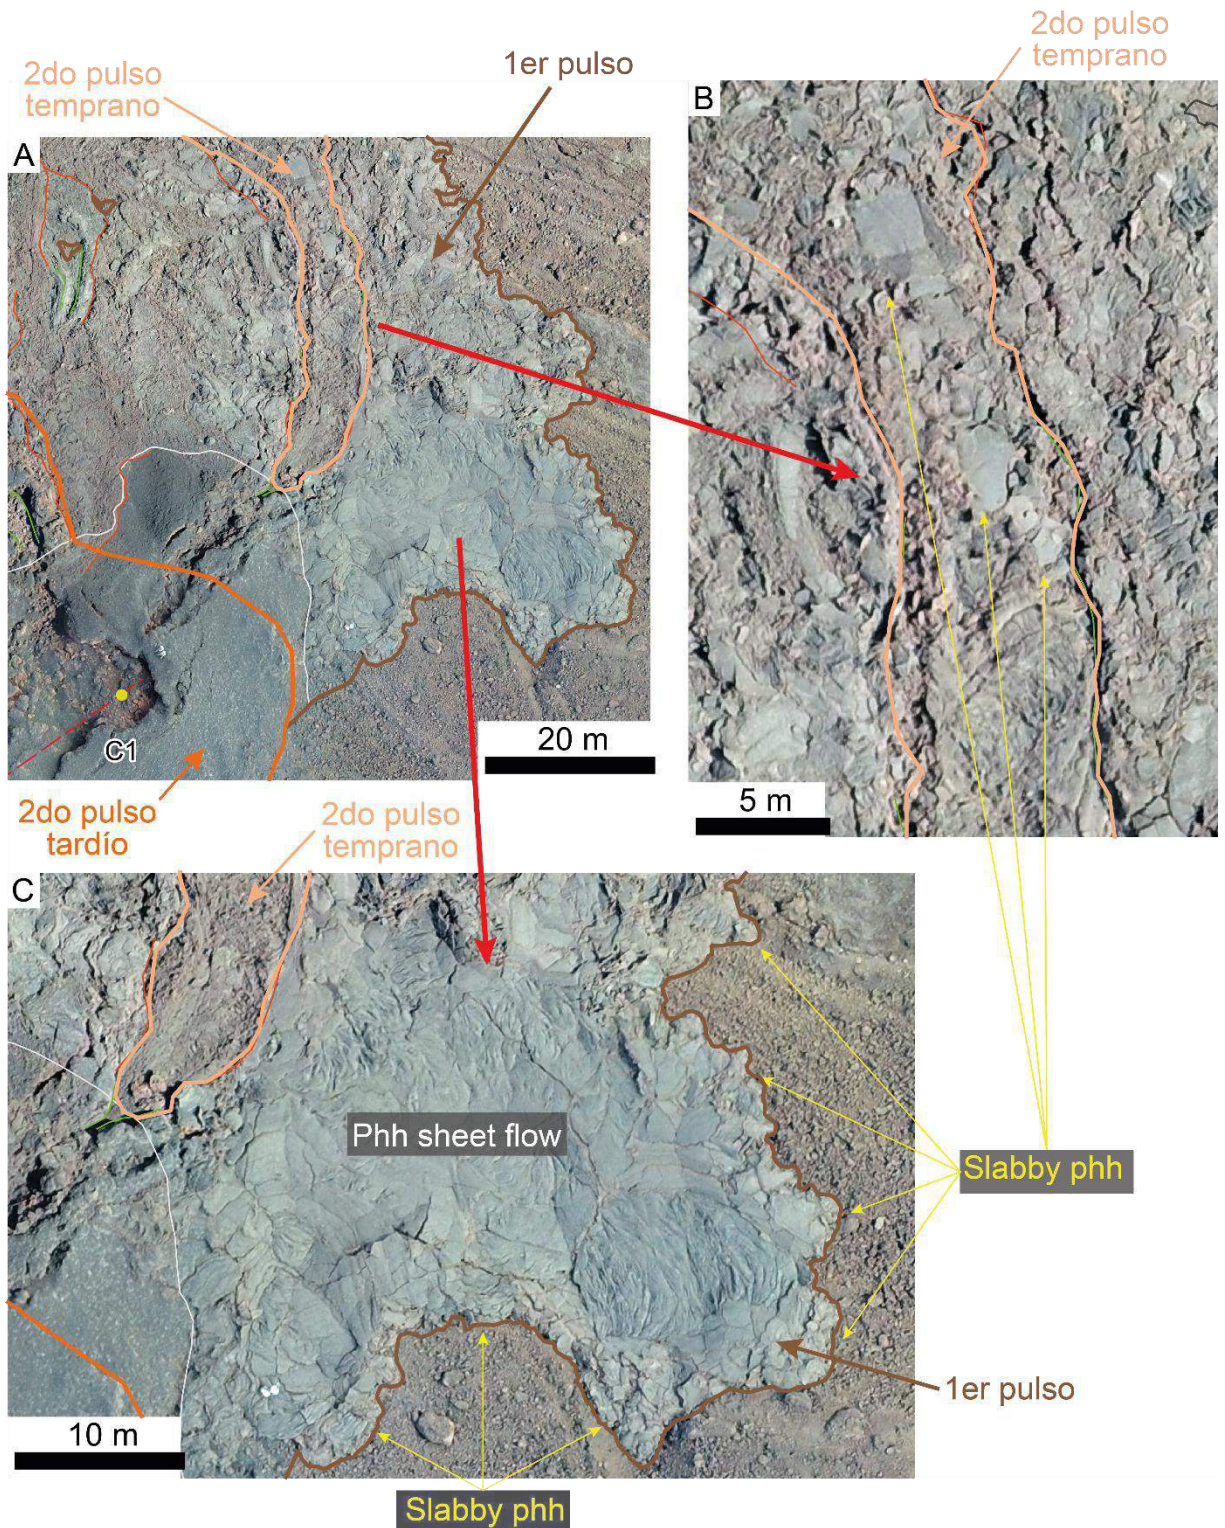 2do pulso
temprano
1er pulso
2do pulso
temprano
A
B
C1
20 m
5 m
2do pulso
tardío
2do pulso
temprano
C
Phh sheet flow
Slabby phh
1er pulso
10 m
Slabby phh